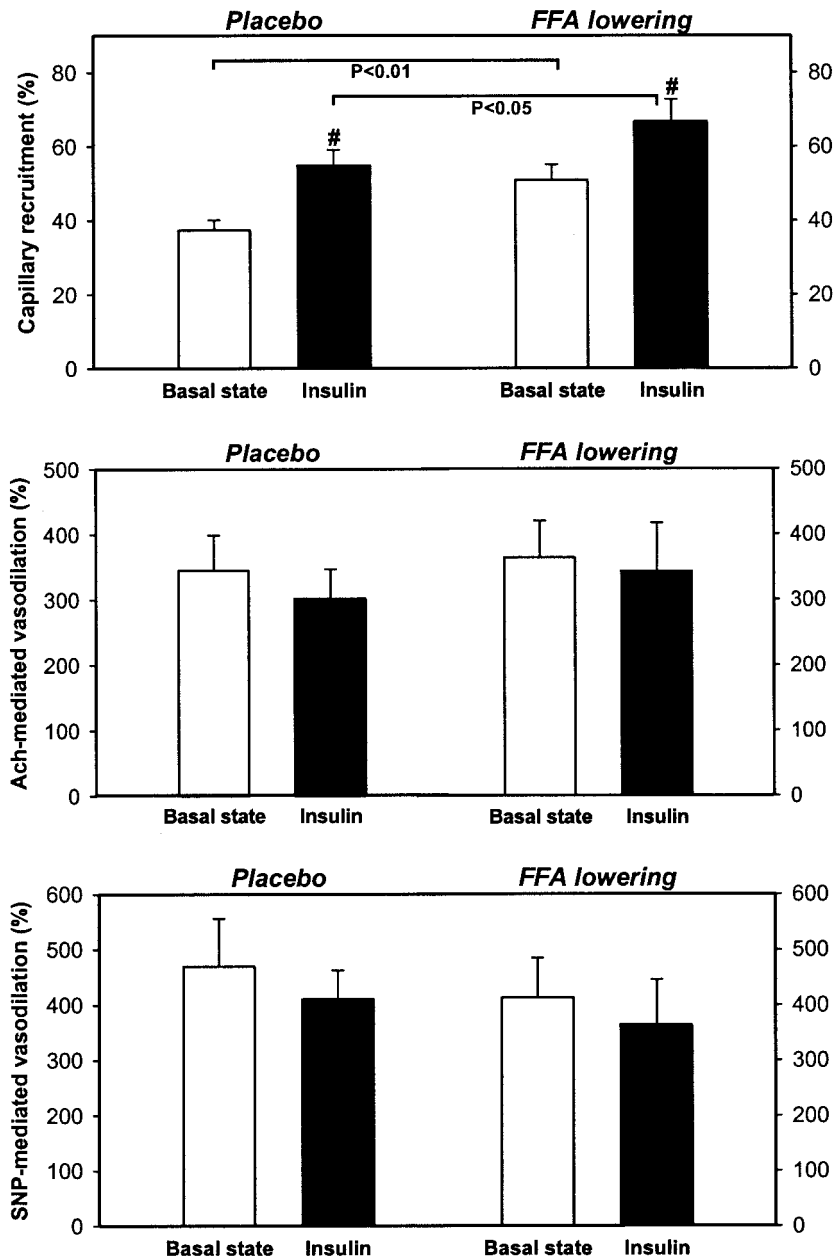 Placebo FFA lowering
Capillary recruitment (%)
80 80
P<0.01
#
P<0.05
#
60 60
40 40
20 20
0 0
Basal state Insulin Basal state Insulin
Placebo FFA lowering
Ach-mediated vasodilation (%)
500 500
400 400
300 300
200 200
100 100
0 0
Basal state Insulin Basal state Insulin
Placebo FFA lowering
SNP-mediated vasodilation (%)
600 600
500 500
400 400
300 300
200 200
100 100
0 0
Basal state Insulin Basal state Insulin